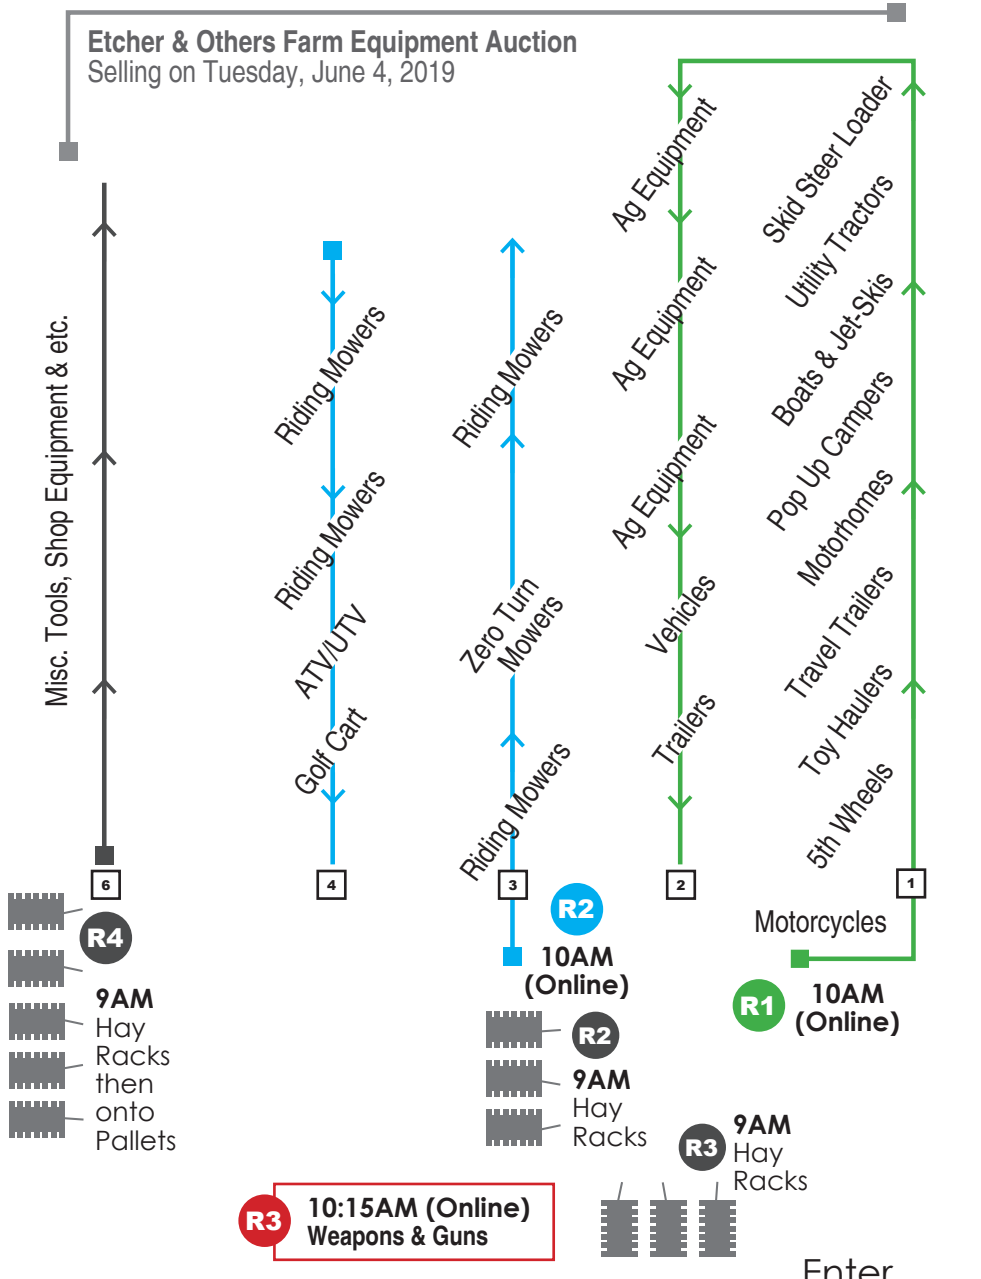 Etcher & Others Farm Equipment Auction
Selling on Tuesday, June 4, 2019
Misc. Tools, Shop Equipment & etc.
6
R4
9AM
Hay
Racks
then
onto
Pallets
Riding Mowers
Riding Mowers
ATV/UTV
Golf Cart
4
Riding Mowers
Zero Turn
Mowers
Riding Mowers
3
R2
10AM
(Online)
R2
9AM
Hay
Racks
Ag Equipment
Ag Equipment
Ag Equipment
Vehicles
Trailers
2
Skid Steer Loader
Utility Tractors
Boats & Jet-Skis
Pop Up Campers
Motorhomes
Travel Trailers
Toy Haulers
5th Wheels
1
Motorcycles
R1
10AM
(Online)
R3
9AM
Hay
Racks
R3
10:15AM (Online)
Weapons & Guns
Enter